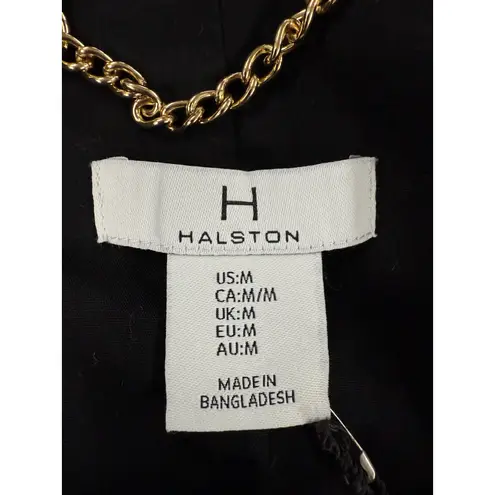 H
HALSTON
US:M
CA:M/M
UK:M
EU:M
AU:M
MADE IN
BANGLADESH